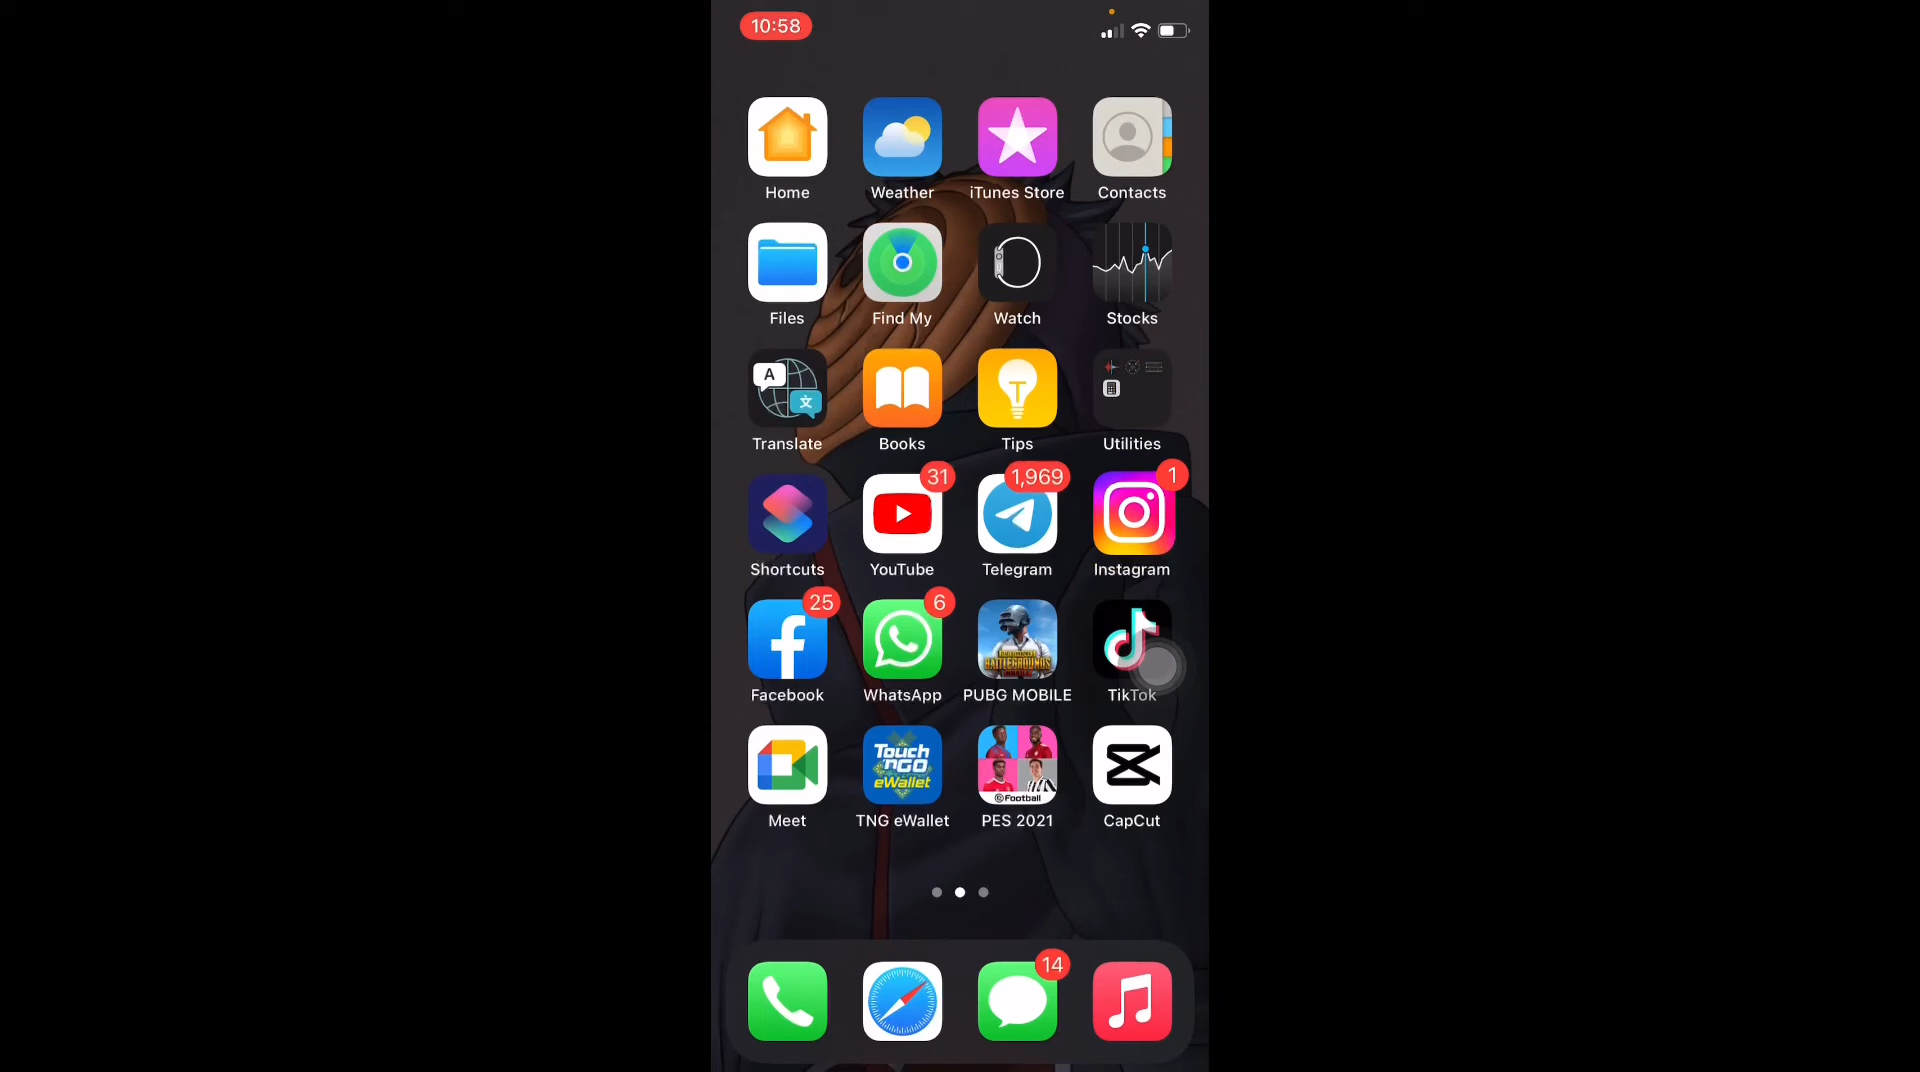 10:58
Home Weather iTunes Store Contacts
Files Find My Watch Stocks
A 文
T
Translate Books Tips Utilities
31 1,969 1
Shortcuts YouTube Telegram Instagram
25 6
BATTLEGROUNDS
Facebook WhatsApp PUBG MOBILE TikTok
Touch 'nGO eWallet
eFootball
Meet TNG eWallet PES 2021 CapCut
14